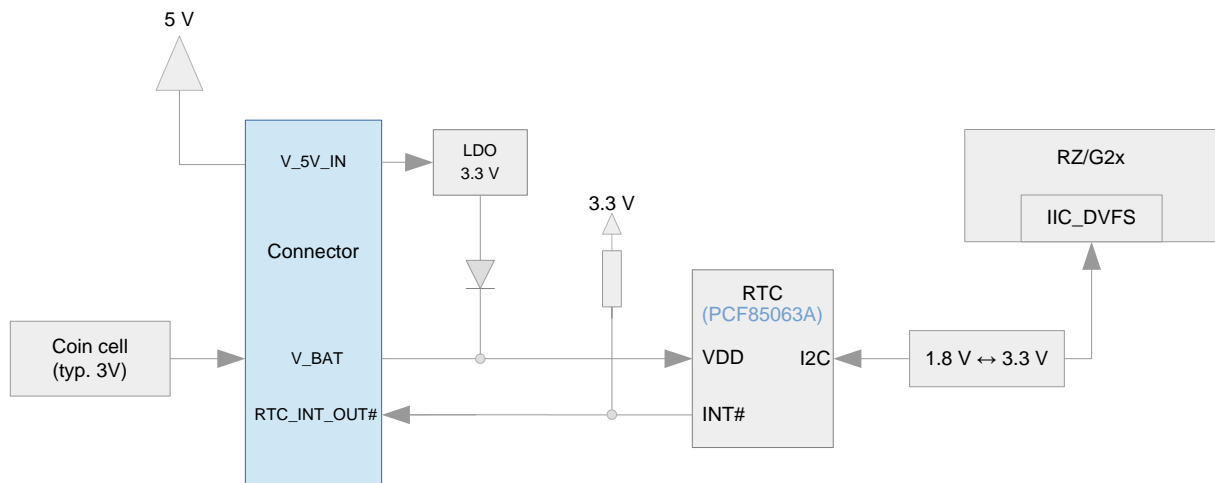 5 V
V_5V_IN
LDO
3.3 V
RZ/G2x
IIC_DVFS
3.3 V
Connector
RTC
(PCF85063A)
Coin cell
(typ. 3V)
V_BAT
VDD
I2C
1.8 V ↔ 3.3 V
RTC_INT_OUT#
INT#